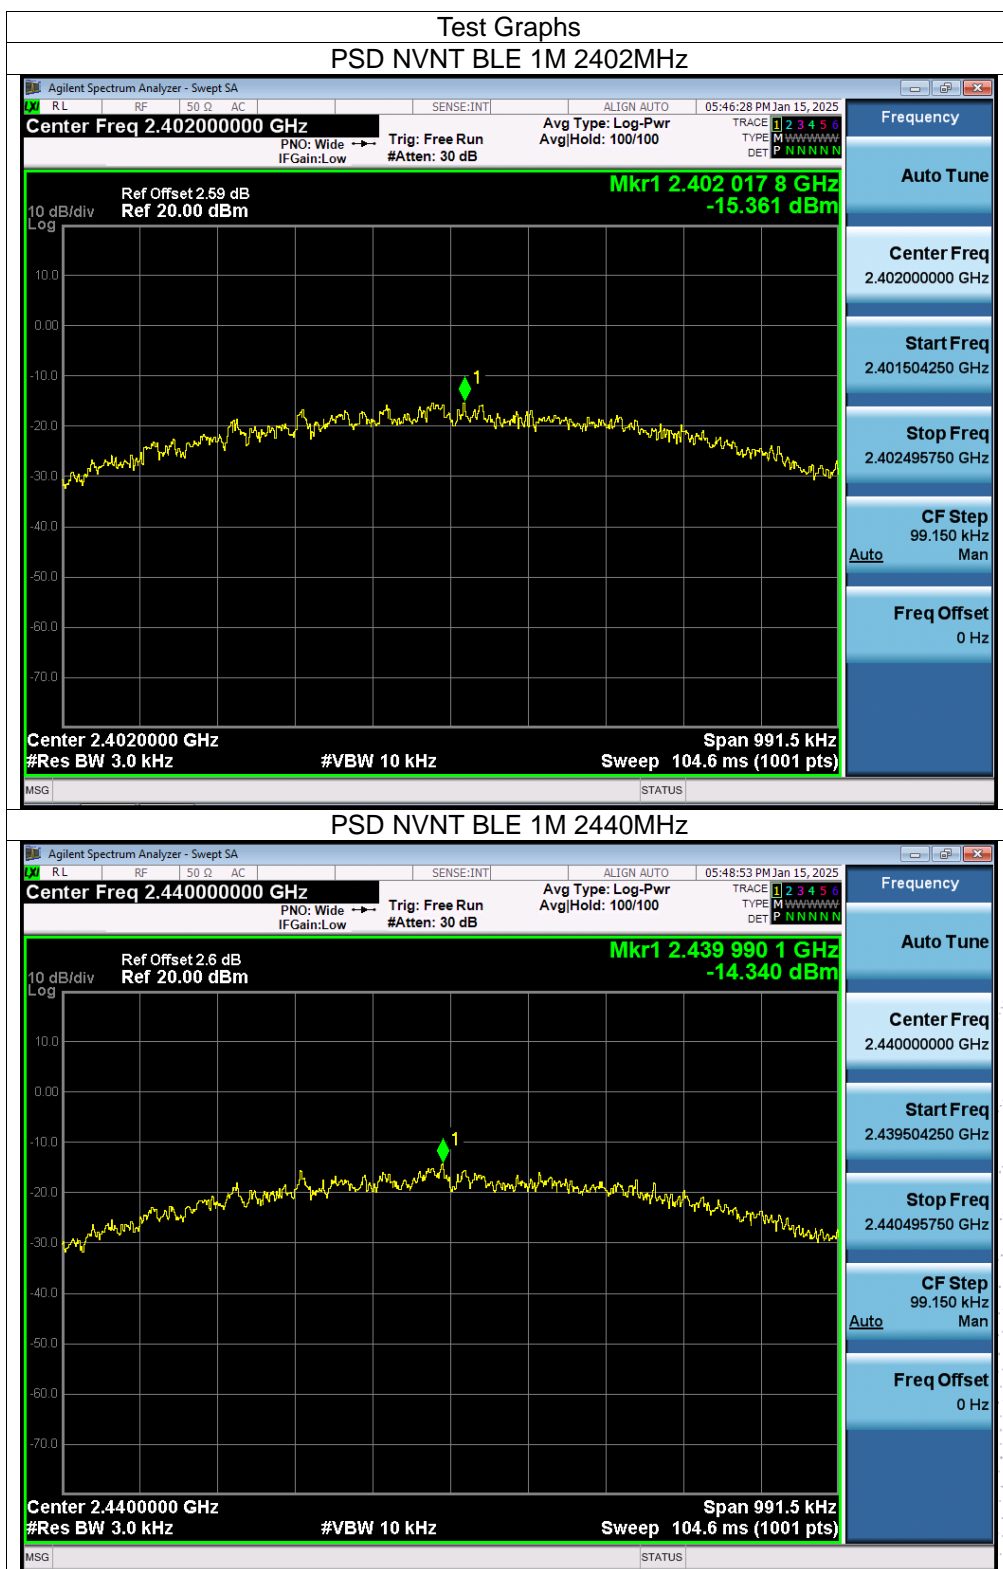 Test Graphs
PSD NVNT BLE 1M 2402MHz
Agilent Spectrum Analyzer - Swept SA
LXI RL RF 50 Ω AC SENSE:INT ALIGN AUTO 05:46:28 PM Jan 15, 2025
Center Freq 2.402000000 GHz
PNO: Wide
IFGain:Low
Trig: Free Run
#Atten: 30 dB
Avg Type: Log-Pwr
Avg|Hold: 100/100
TRACE 1 2 3 4 5 6
TYPE M W W W W W
DET P N N N N N
Frequency
Auto Tune
Center Freq
2.402000000 GHz
Start Freq
2.401504250 GHz
Stop Freq
2.402495750 GHz
CF Step
99.150 kHz
Auto Man
Freq Offset
0 Hz
Mkr1 2.402 017 8 GHz
-15.361 dBm
Ref Offset 2.59 dB
10 dB/div Ref 20.00 dBm
Log
10.0
0.00
1
-10.0
-20.0
-30.0
-40.0
-50.0
-60.0
-70.0
Center 2.4020000 GHz Span 991.5 kHz
#Res BW 3.0 kHz #VBW 10 kHz Sweep 104.6 ms (1001 pts)
MSG STATUS
PSD NVNT BLE 1M 2440MHz
Agilent Spectrum Analyzer - Swept SA
LXI RL RF 50 Ω AC SENSE:INT ALIGN AUTO 05:48:53 PM Jan 15, 2025
Center Freq 2.440000000 GHz
PNO: Wide
IFGain:Low
Trig: Free Run
#Atten: 30 dB
Avg Type: Log-Pwr
Avg|Hold: 100/100
TRACE 1 2 3 4 5 6
TYPE M W W W W W
DET P N N N N N
Frequency
Auto Tune
Center Freq
2.440000000 GHz
Start Freq
2.439504250 GHz
Stop Freq
2.440495750 GHz
CF Step
99.150 kHz
Auto Man
Freq Offset
0 Hz
Mkr1 2.439 990 1 GHz
-14.340 dBm
Ref Offset 2.6 dB
10 dB/div Ref 20.00 dBm
Log
10.0
0.00
1
-10.0
-20.0
-30.0
-40.0
-50.0
-60.0
-70.0
Center 2.4400000 GHz Span 991.5 kHz
#Res BW 3.0 kHz #VBW 10 kHz Sweep 104.6 ms (1001 pts)
MSG STATUS